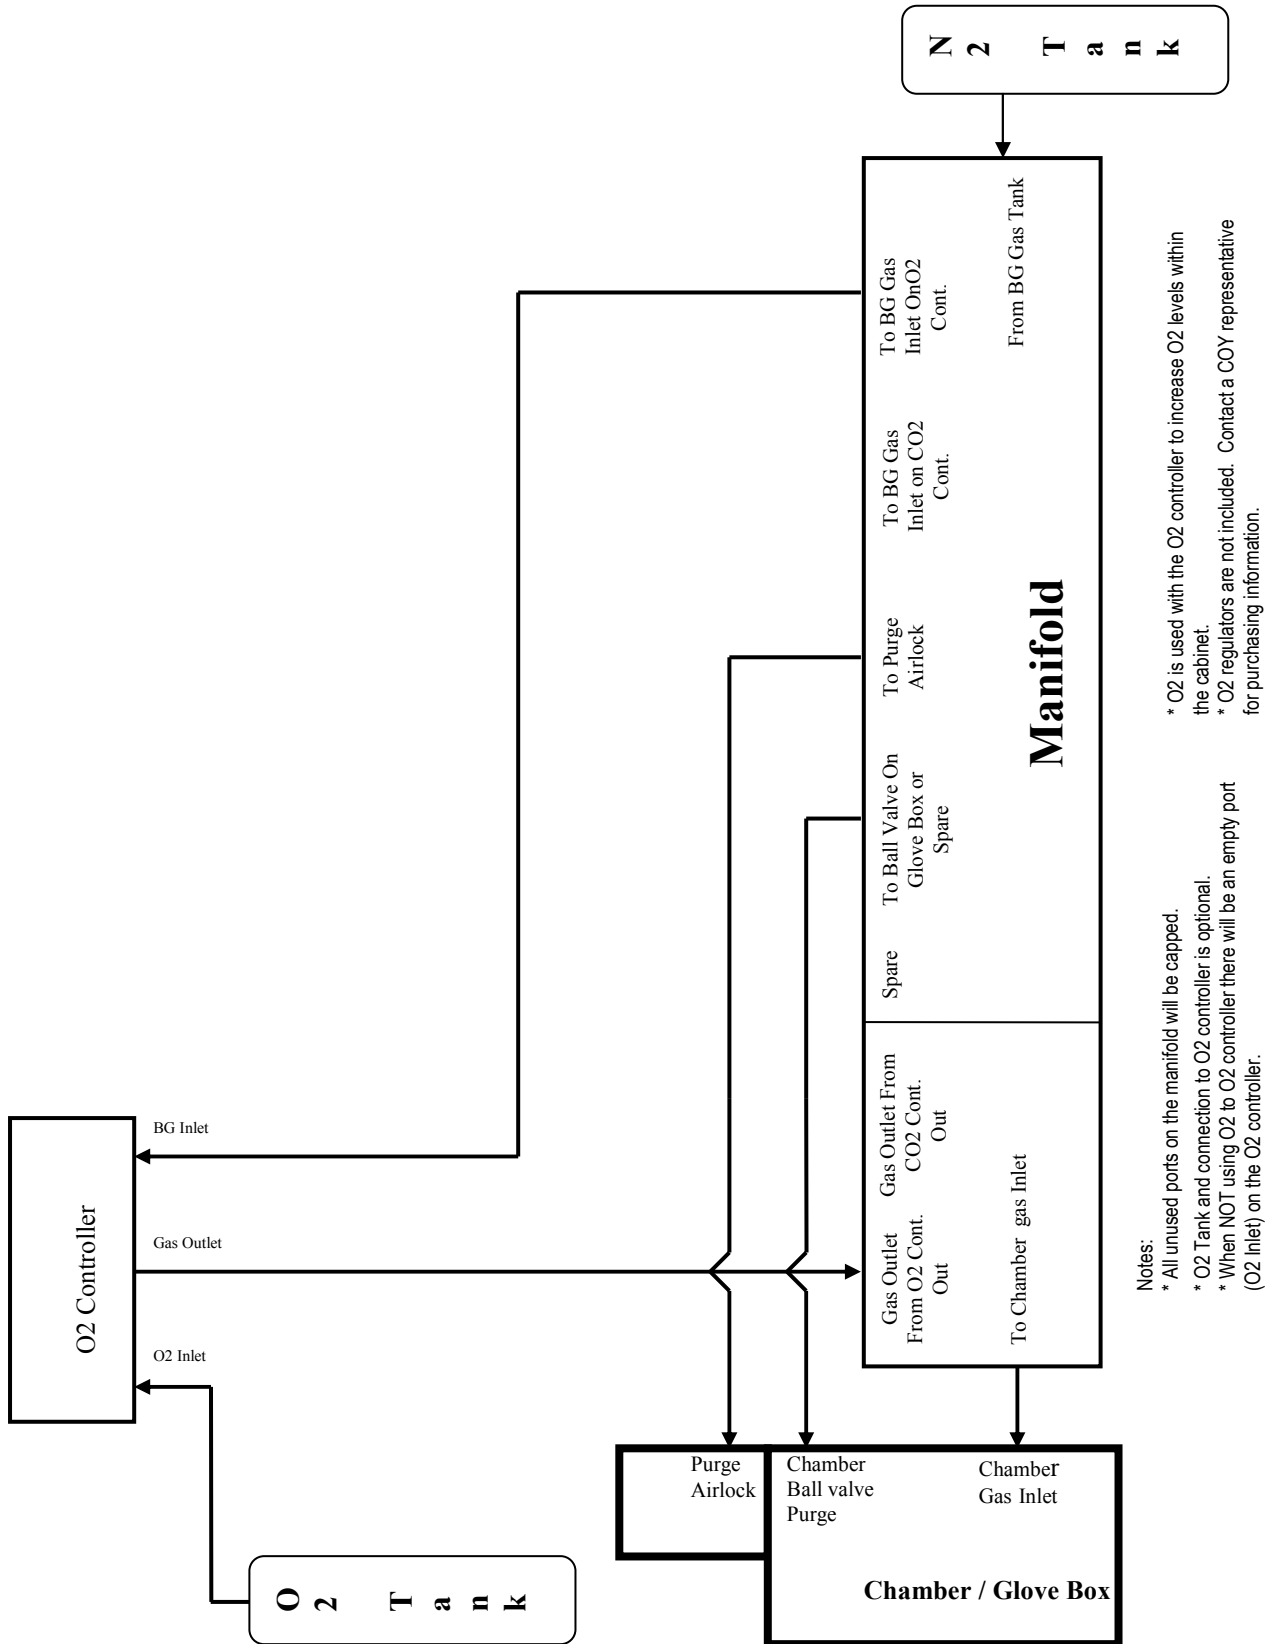 N2 Tank
From BG Gas Tank
To BG Gas
Inlet OnO2
Cont.
To BG Gas
Inlet on CO2
Cont.
To Purge
Airlock
To Ball Valve On
Glove Box or
Spare
Spare
Manifold
Gas Outlet From
CO2 Cont.
Out
Gas Outlet
From O2 Cont.
Out
To Chamber gas Inlet
O2 Controller
BG Inlet
Gas Outlet
O2 Inlet
O2 Tank
Purge
Airlock
Chamber
Ball valve
Purge
Chamber
Gas Inlet
Chamber / Glove Box
Notes:
* All unused ports on the manifold will be capped.
* O2 Tank and connection to O2 controller is optional.
* When NOT using O2 to O2 controller there will be an empty port
(O2 Inlet) on the O2 controller.
* O2 is used with the O2 controller to increase O2 levels within
the cabinet.
* O2 regulators are not included. Contact a COY representative
for purchasing information.